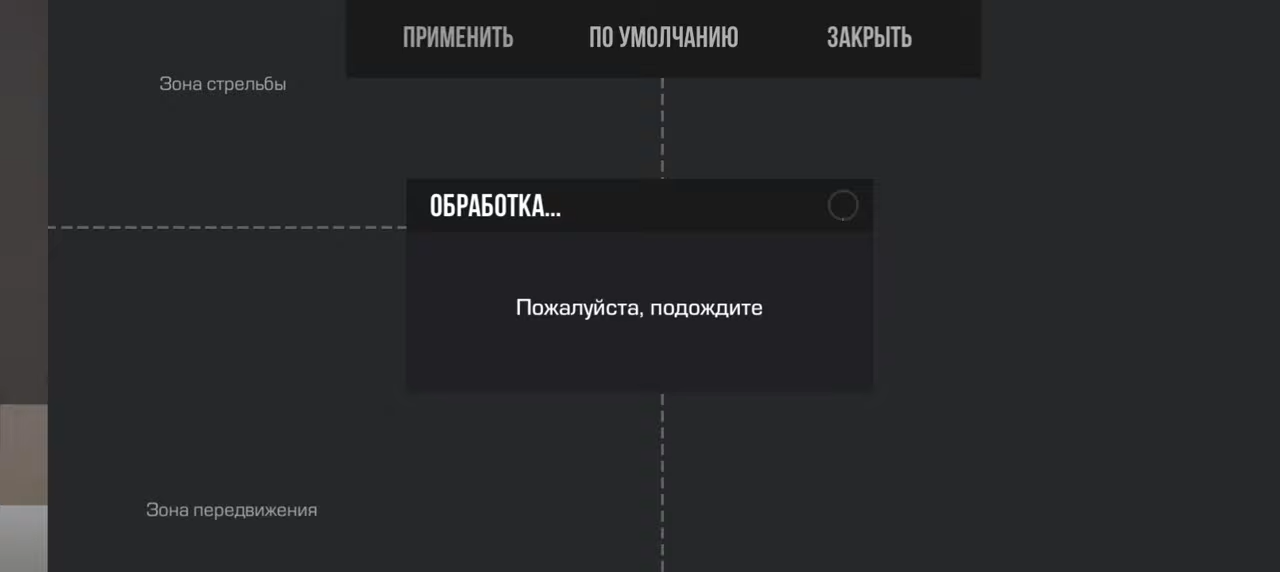 ПРИМЕНИТЬ ПО УМОЛЧАНИЮ ЗАКРЫТЬ
Зона стрельбы
ОБРАБОТКА...
Пожалуйста, подождите
Зона передвижения